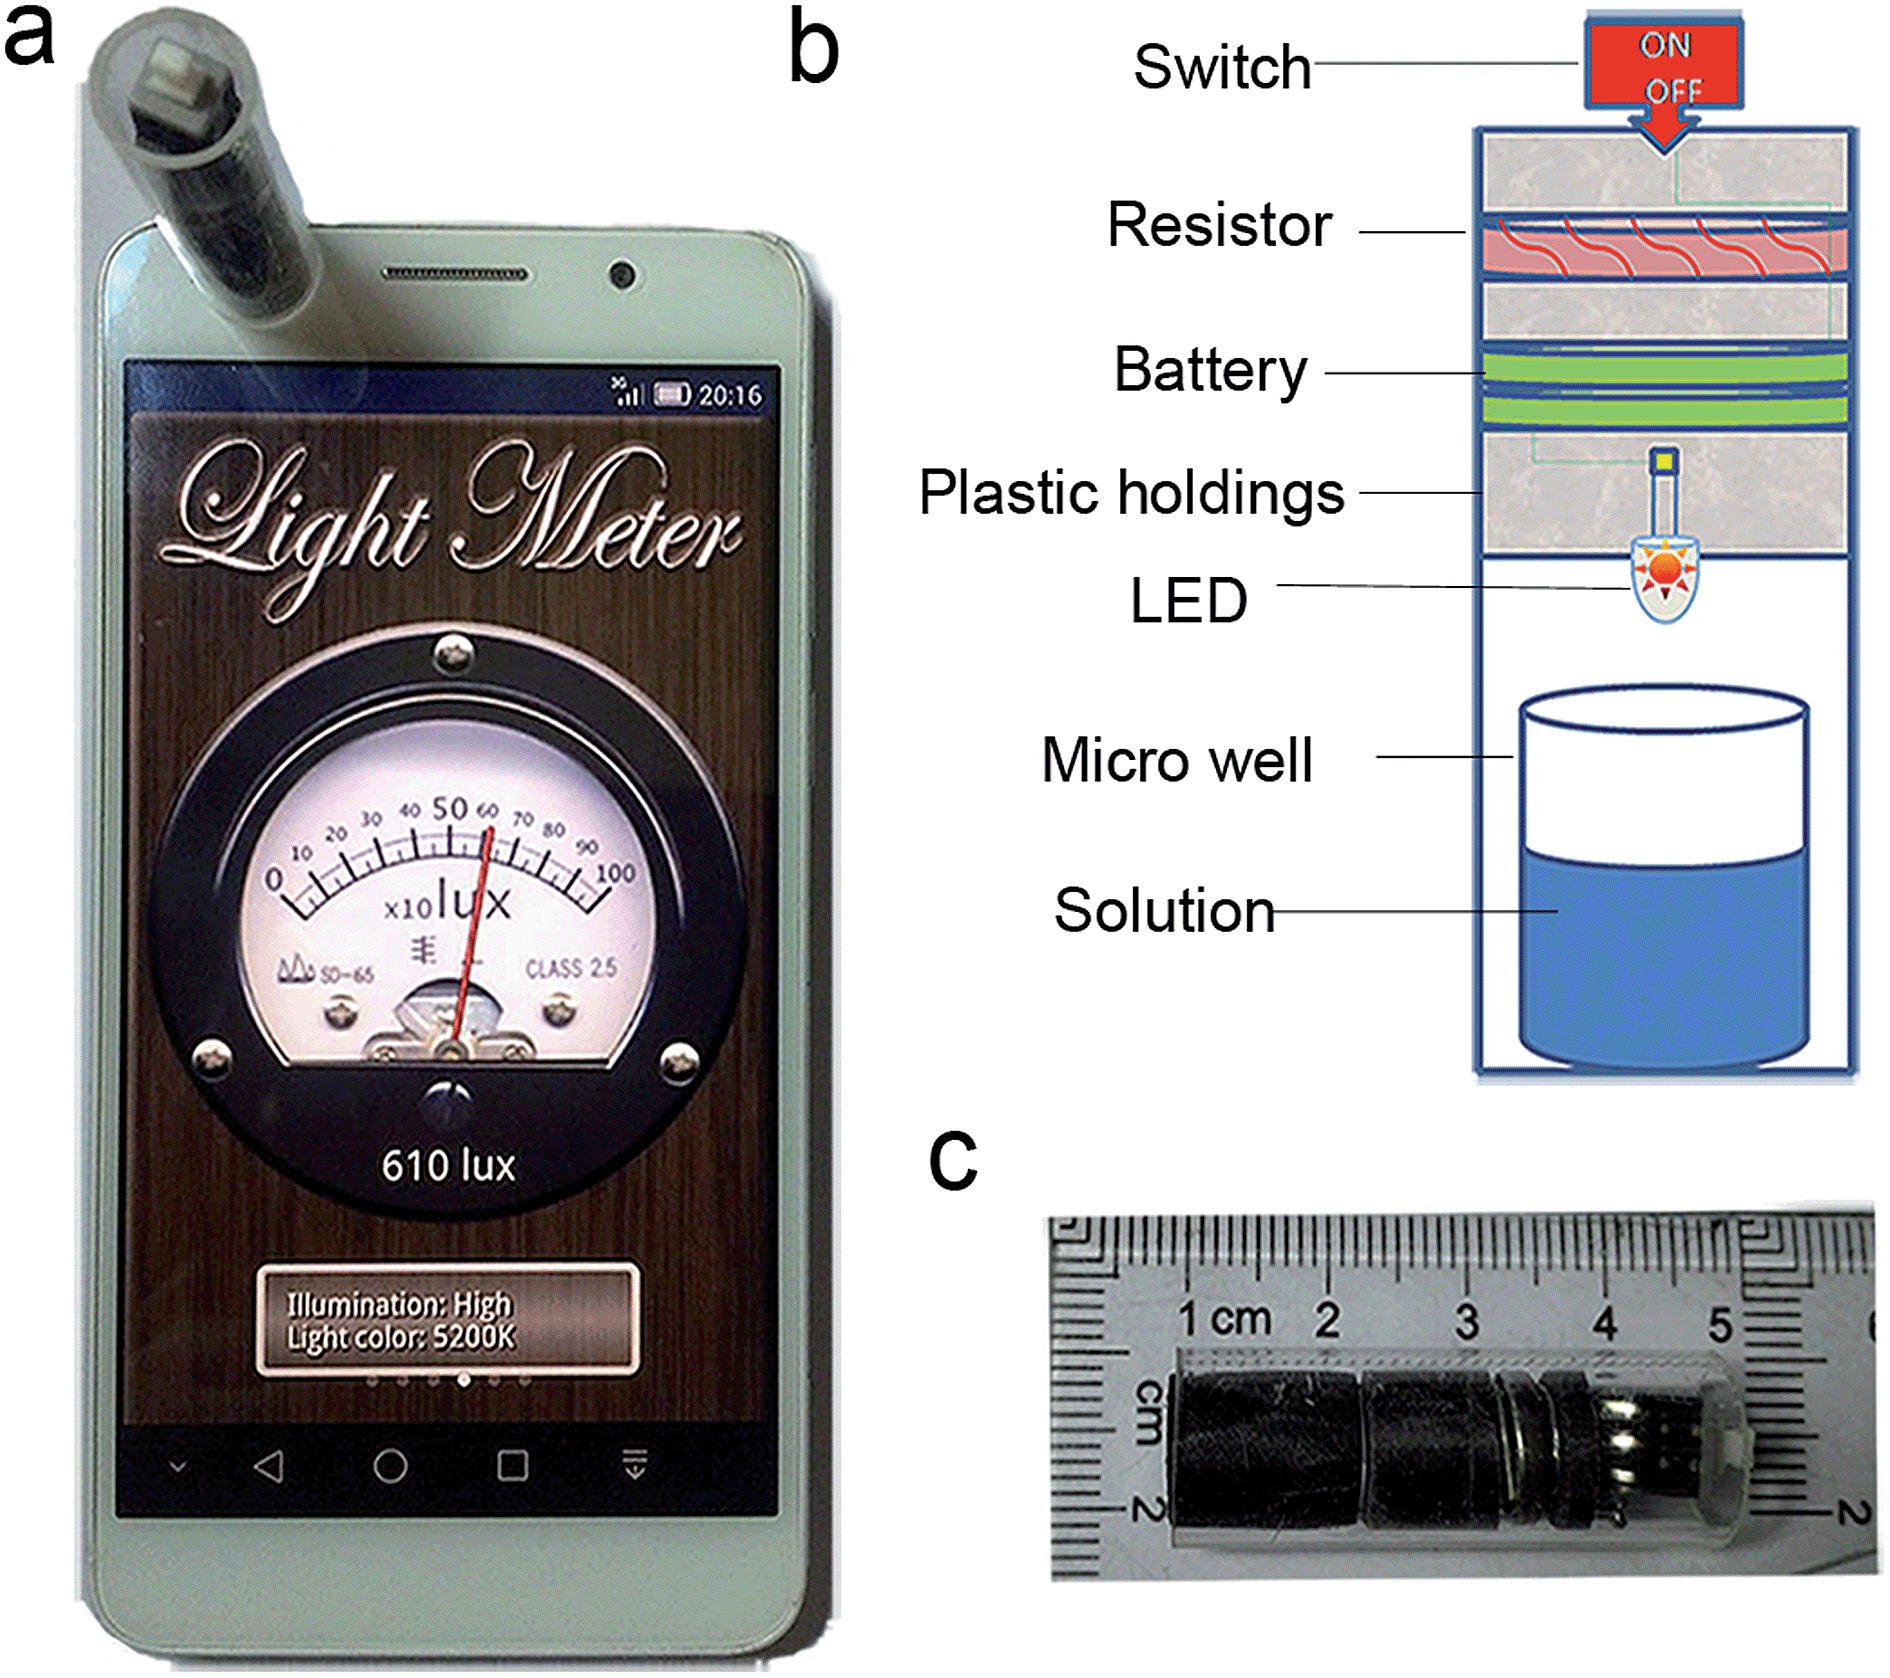 a
3G 20:16
Light Meter
0 10 20 30 40 50 60 70 80 90 100
x10 lux
SD-65 CLASS 2.5
610 lux
Illumination: High
Light color: 5200K
b
Switch
ON
OFF
Resistor
Battery
Plastic holdings
LED
Micro well
Solution
c
1 cm 2 3 4 5
cm
2
2